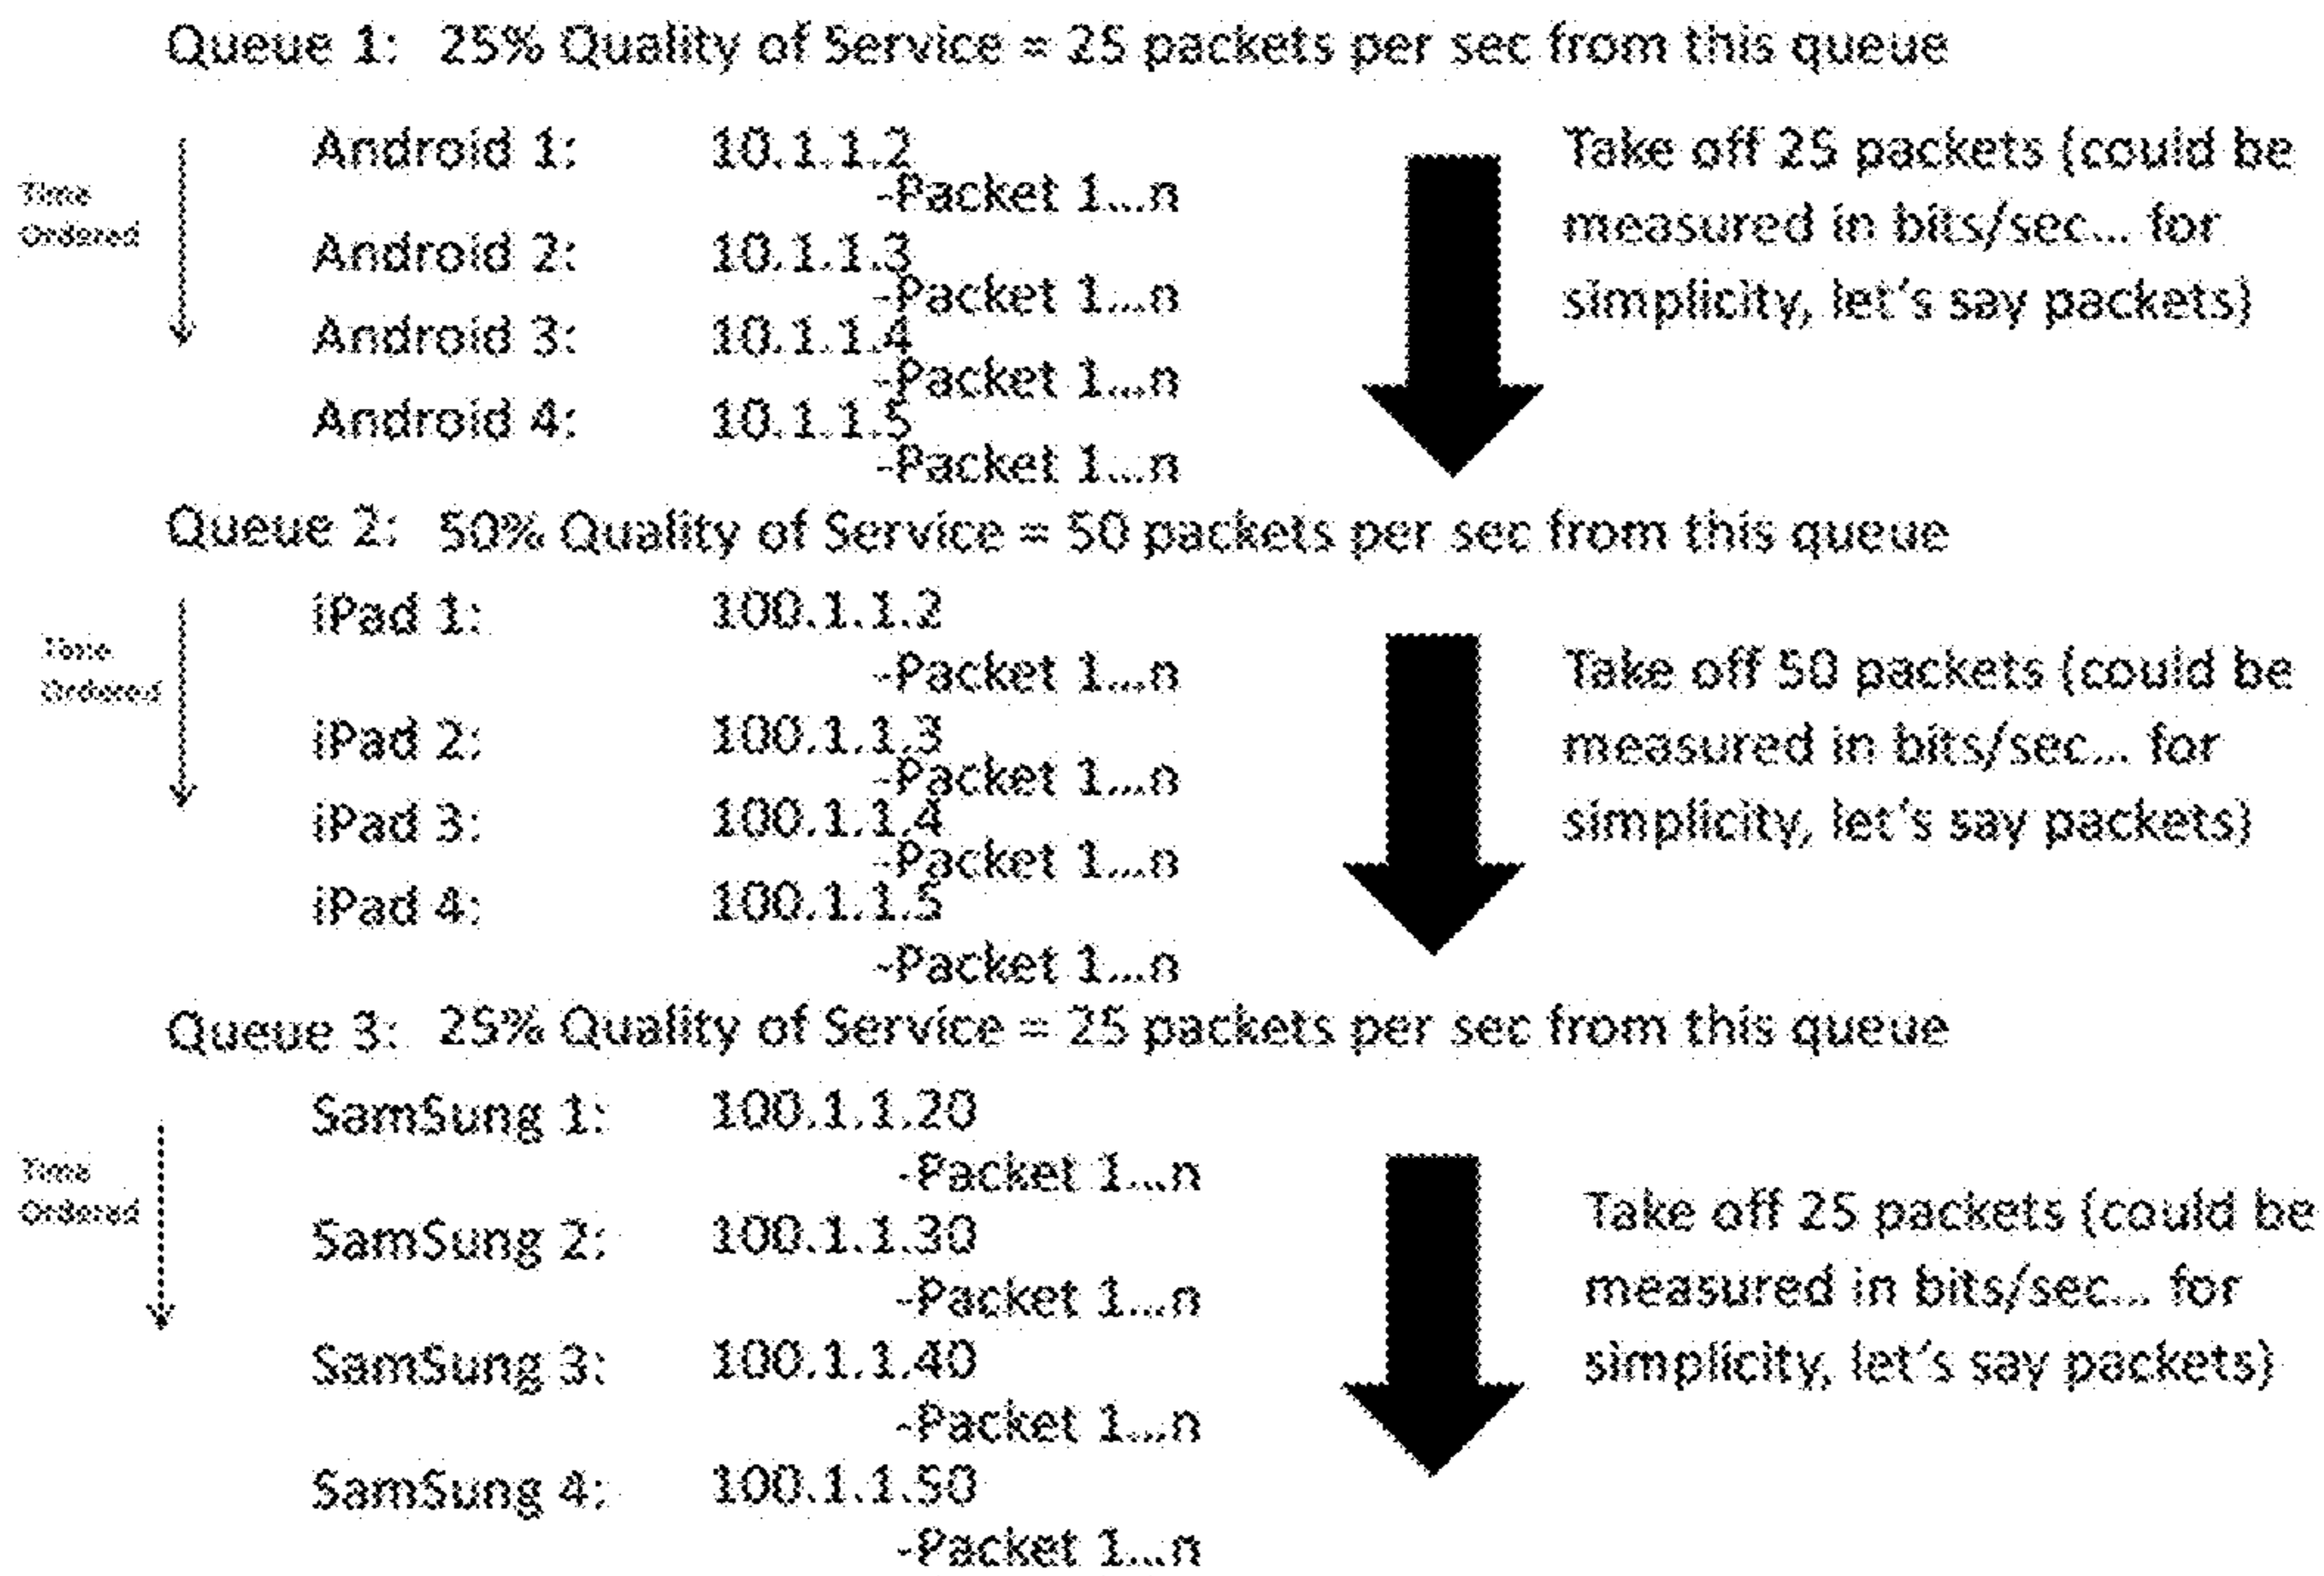 Queue 1: 25% Quality of Service = 25 packets per sec from this queue
Time
Ordered
Android 1: 10.1.1.2
-Packet 1...n
Android 2: 10.1.1.3
-Packet 1...n
Android 3: 10.1.1.4
-Packet 1...n
Android 4: 10.1.1.5
-Packet 1...n
Take off 25 packets (could be
measured in bits/sec... for
simplicity, let's say packets)
Queue 2: 50% Quality of Service = 50 packets per sec from this queue
Time
Ordered
iPad 1: 100.1.1.2
-Packet 1...n
iPad 2: 100.1.1.3
-Packet 1...n
iPad 3: 100.1.1.4
-Packet 1...n
iPad 4: 100.1.1.5
-Packet 1...n
Take off 50 packets (could be
measured in bits/sec... for
simplicity, let's say packets)
Queue 3: 25% Quality of Service = 25 packets per sec from this queue
Time
Ordered
SamSung 1: 100.1.1.20
-Packet 1...n
SamSung 2: 100.1.1.30
-Packet 1...n
SamSung 3: 100.1.1.40
-Packet 1...n
SamSung 4: 100.1.1.50
-Packet 1...n
Take off 25 packets (could be
measured in bits/sec... for
simplicity, let's say packets)